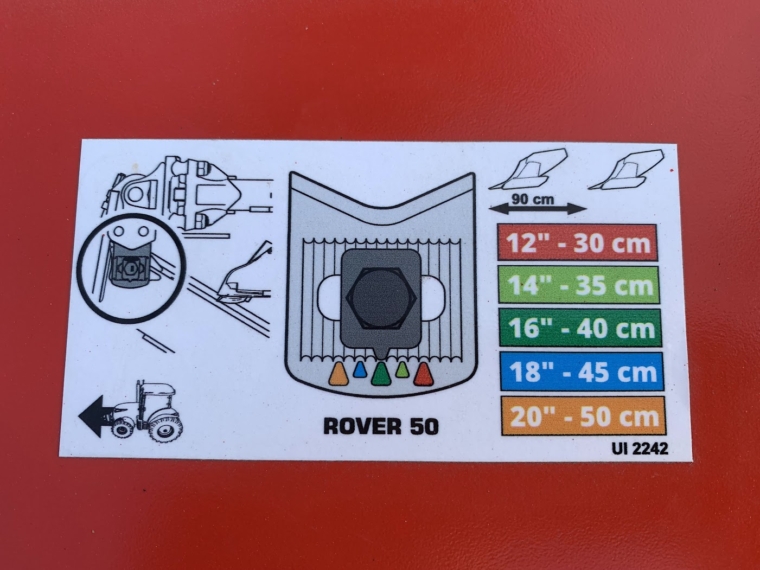 90 cm
12" - 30 cm
14" - 35 cm
16" - 40 cm
18" - 45 cm
20" - 50 cm
ROVER 50
UI 2242